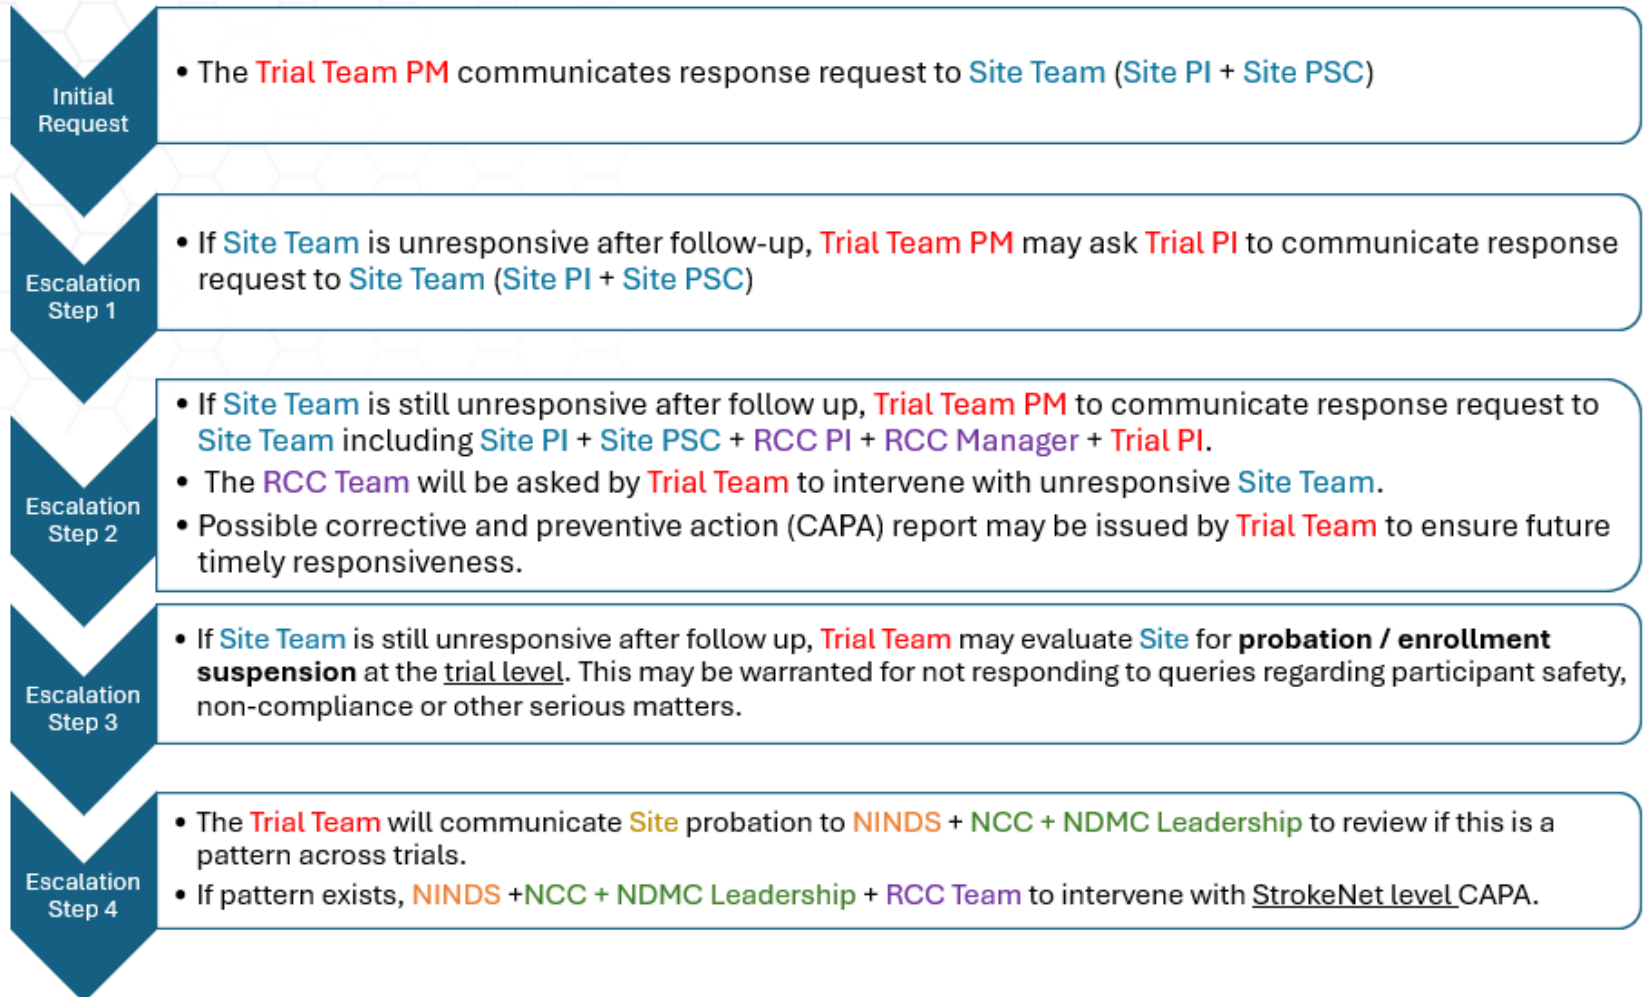 Initial
Request
• The Trial Team PM communicates response request to Site Team (Site PI + Site PSC)
Escalation
Step 1
• If Site Team is unresponsive after follow-up, Trial Team PM may ask Trial PI to communicate response
request to Site Team (Site PI + Site PSC)
Escalation
Step 2
• If Site Team is still unresponsive after follow up, Trial Team PM to communicate response request to
Site Team including Site PI + Site PSC + RCC PI + RCC Manager + Trial PI.
• The RCC Team will be asked by Trial Team to intervene with unresponsive Site Team.
• Possible corrective and preventive action (CAPA) report may be issued by Trial Team to ensure future
timely responsiveness.
Escalation
Step 3
• If Site Team is still unresponsive after follow up, Trial Team may evaluate Site for probation / enrollment
suspension at the trial level. This may be warranted for not responding to queries regarding participant safety,
non-compliance or other serious matters.
Escalation
Step 4
• The Trial Team will communicate Site probation to NINDS + NCC + NDMC Leadership to review if this is a
pattern across trials.
• If pattern exists, NINDS +NCC + NDMC Leadership + RCC Team to intervene with StrokeNet level CAPA.